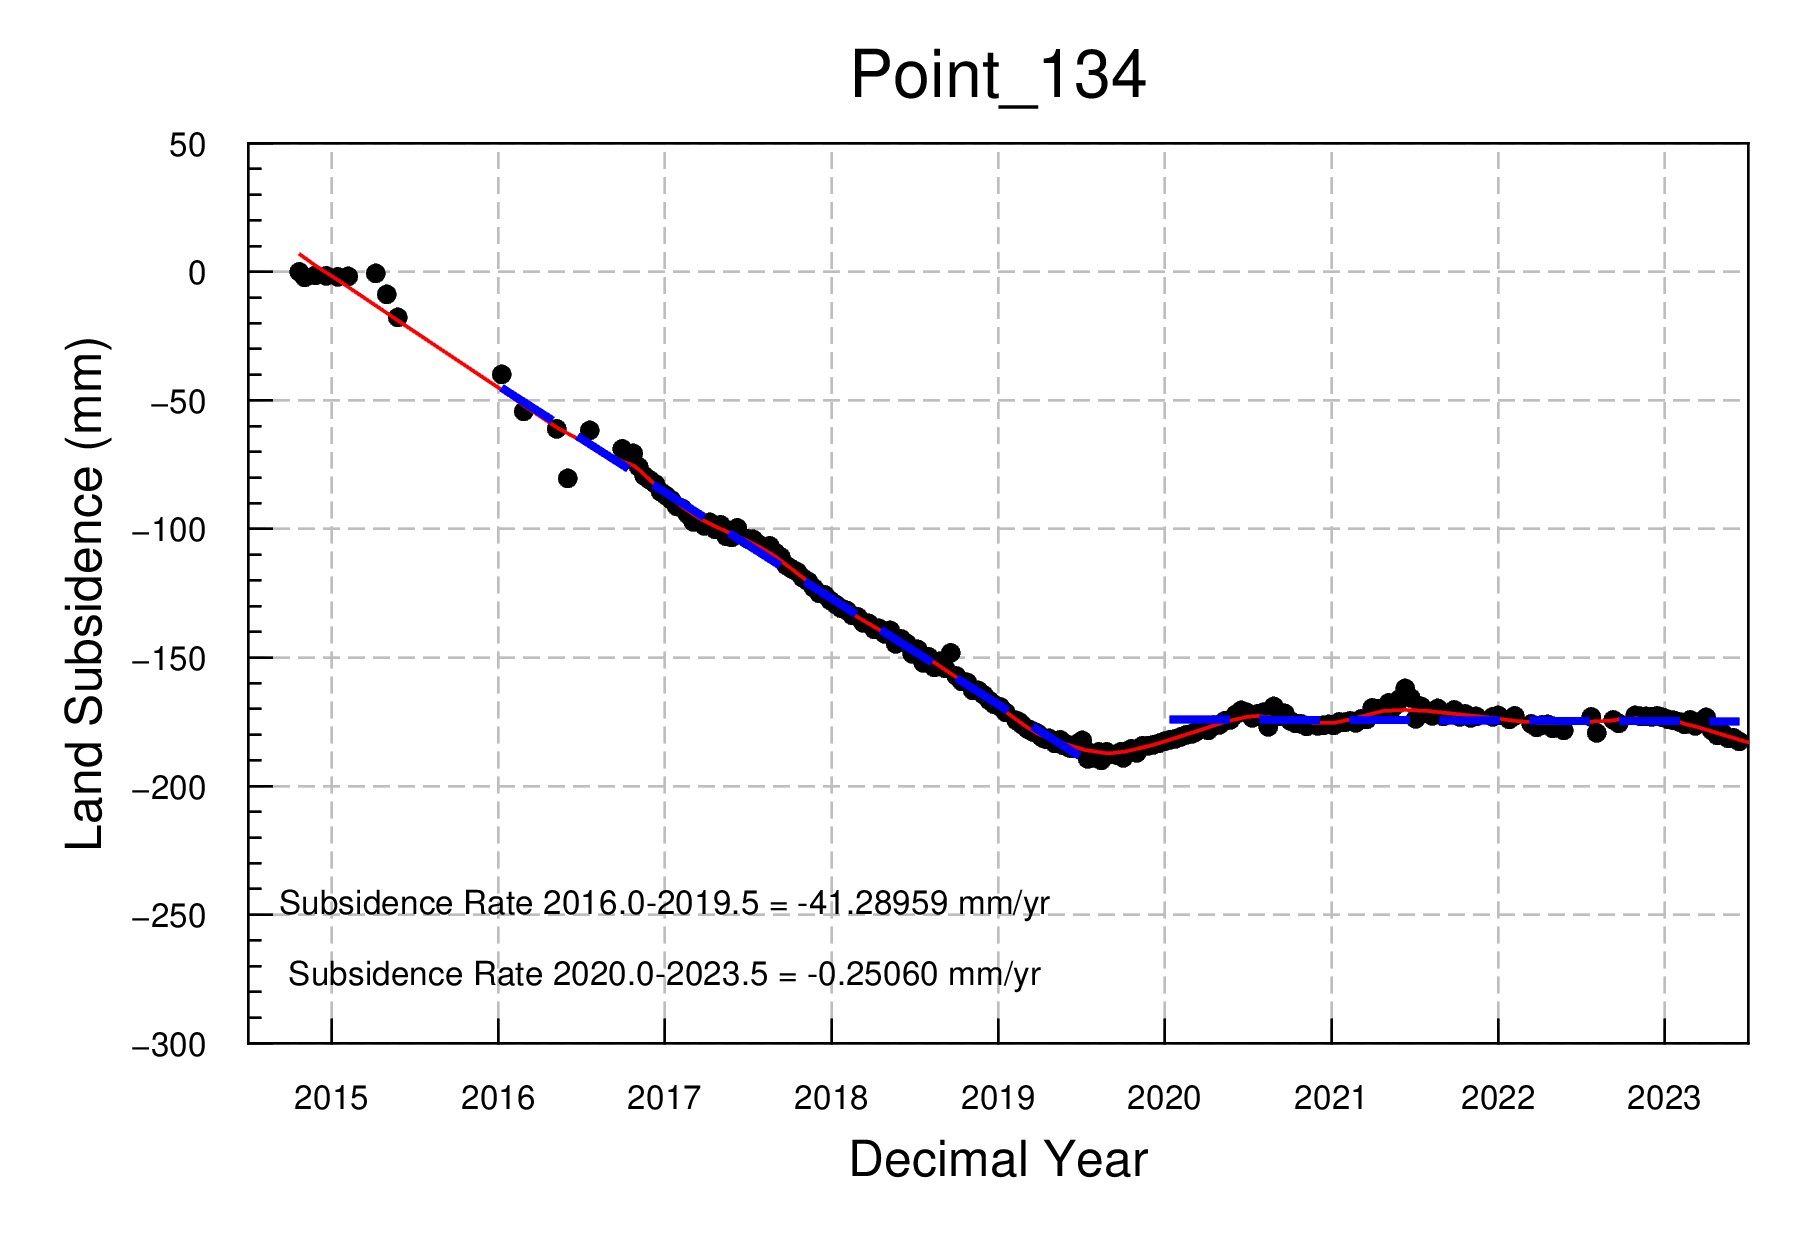 Point_134
50
0
−50
−100
−150
−200
−250
−300
Land Subsidence (mm)
Subsidence Rate 2016.0-2019.5 = -41.28959 mm/yr
Subsidence Rate 2020.0-2023.5 = -0.25060 mm/yr
2015 2016 2017 2018 2019 2020 2021 2022 2023
Decimal Year